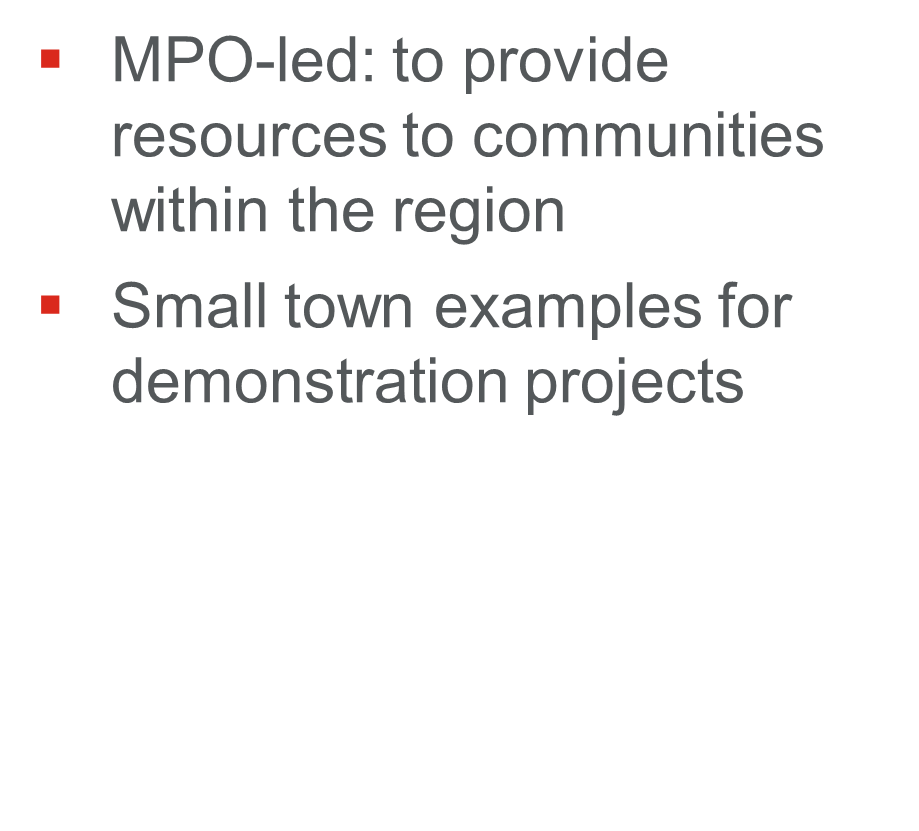 ▪ MPO-led: to provide
resources to communities
within the region
▪ Small town examples for
demonstration projects